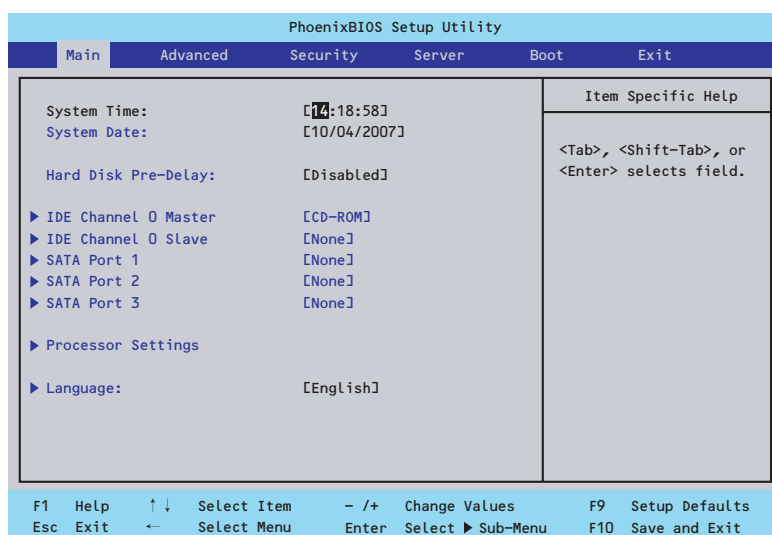 PhoenixBIOS Setup Utility
Main Advanced Security Server Boot Exit
Item Specific Help
System Time: [14:18:58]
System Date: [10/04/2007]
<Tab>, <Shift-Tab>, or
<Enter> selects field.
Hard Disk Pre-Delay: [Disabled]
▶ IDE Channel 0 Master [CD-ROM]
▶ IDE Channel 0 Slave [None]
▶ SATA Port 1 [None]
▶ SATA Port 2 [None]
▶ SATA Port 3 [None]
▶ Processor Settings
▶ Language: [English]
F1 Help ↑↓ Select Item - /+ Change Values F9 Setup Defaults
Esc Exit ← Select Menu Enter Select ▶ Sub-Menu F10 Save and Exit